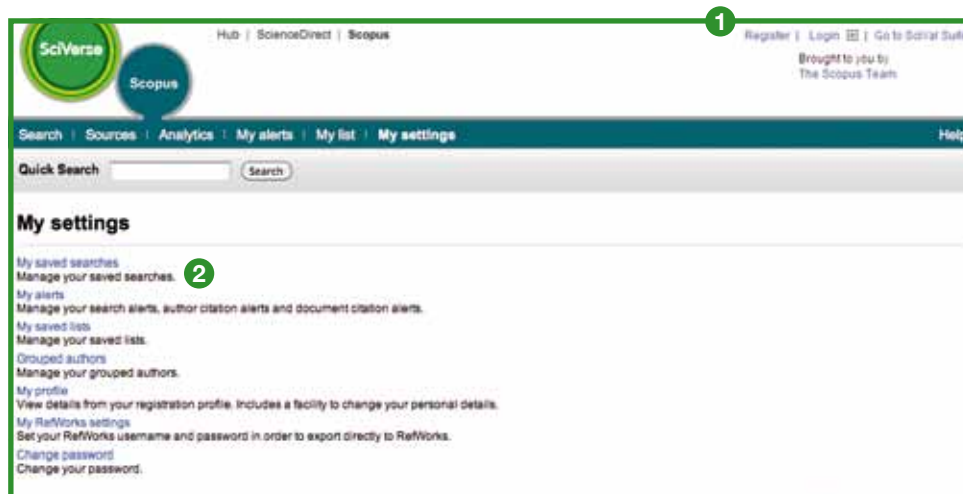 SciVerse
Scopus
Hub | ScienceDirect | Scopus
1
Register | Login | Go to SciVal Suite
Brought to you by
The Scopus Team
Search | Sources | Analytics | My alerts | My list | My settings
Help
Quick Search
Search
My settings
My saved searches
Manage your saved searches.
2
My alerts
Manage your search alerts, author citation alerts and document citation alerts.
My saved lists
Manage your saved lists.
Grouped authors
Manage your grouped authors.
My profile
View details from your registration profile. Includes a facility to change your personal details.
My RefWorks settings
Set your RefWorks username and password in order to export directly to RefWorks.
Change password
Change your password.